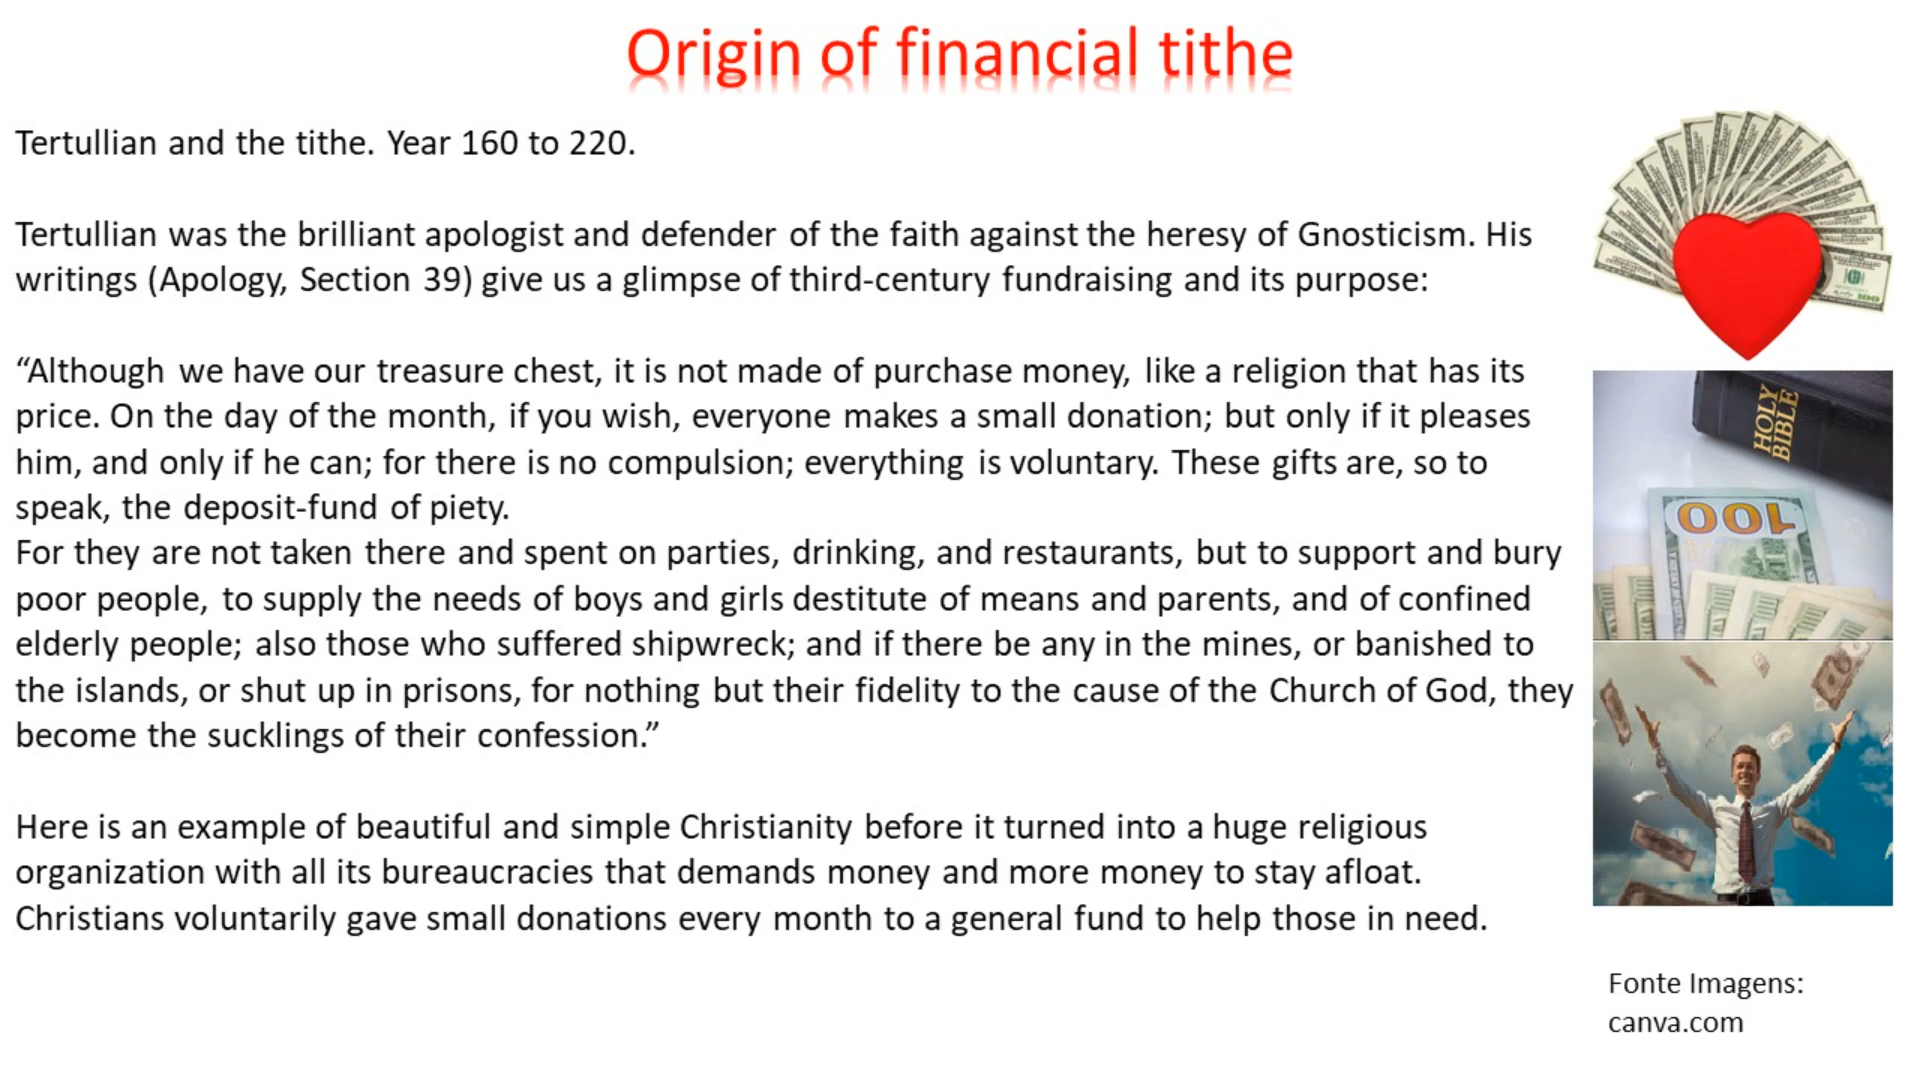 Origin of financial tithe
Tertullian and the tithe. Year 160 to 220.
Tertullian was the brilliant apologist and defender of the faith against the heresy of Gnosticism. His
writings (Apology, Section 39) give us a glimpse of third-century fundraising and its purpose:
“Although we have our treasure chest, it is not made of purchase money, like a religion that has its
price. On the day of the month, if you wish, everyone makes a small donation; but only if it pleases
him, and only if he can; for there is no compulsion; everything is voluntary. These gifts are, so to
speak, the deposit-fund of piety.
For they are not taken there and spent on parties, drinking, and restaurants, but to support and bury
poor people, to supply the needs of boys and girls destitute of means and parents, and of confined
elderly people; also those who suffered shipwreck; and if there be any in the mines, or banished to
the islands, or shut up in prisons, for nothing but their fidelity to the cause of the Church of God, they
become the sucklings of their confession.”
Here is an example of beautiful and simple Christianity before it turned into a huge religious
organization with all its bureaucracies that demands money and more money to stay afloat.
Christians voluntarily gave small donations every month to a general fund to help those in need.
HOLY
BIBLE
100
100
Fonte Imagens:
canva.com